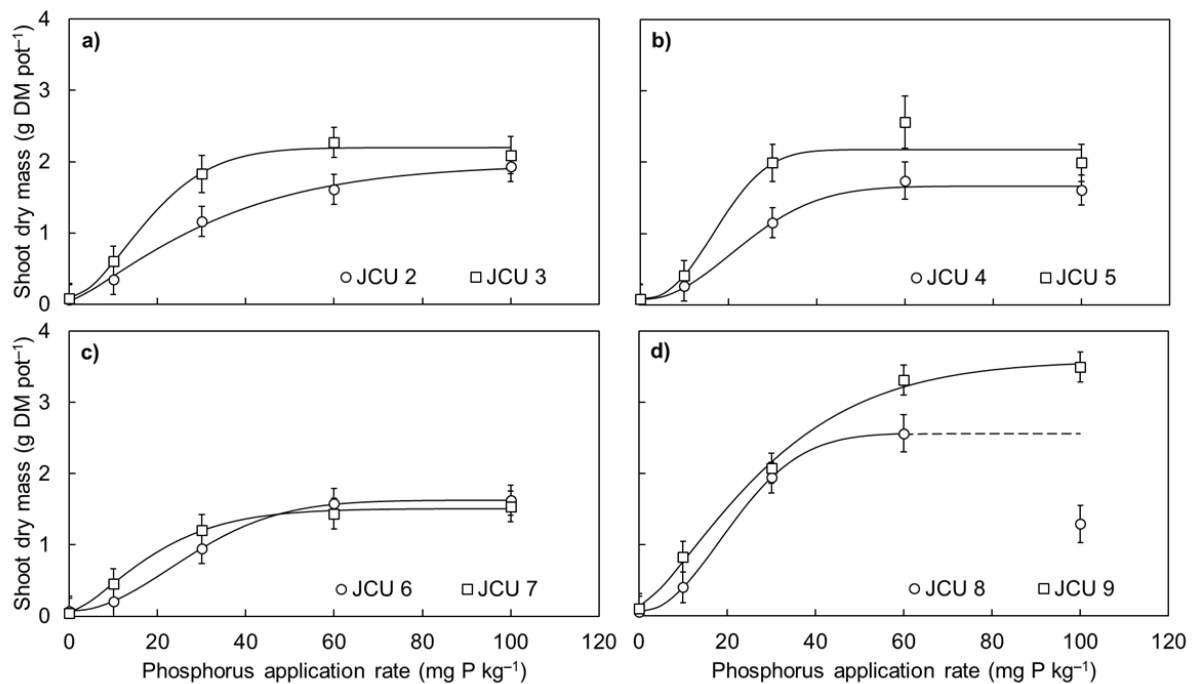 a)
b)
Shoot dry mass (g DM pot⁻¹)
4
3
2
1
0
JCU 2 JCU 3
JCU 4 JCU 5
c)
d)
Shoot dry mass (g DM pot⁻¹)
4
3
2
1
0
JCU 6 JCU 7
JCU 8 JCU 9
0 20 40 60 80 100 120
0 20 40 60 80 100 120
Phosphorus application rate (mg P kg⁻¹)
Phosphorus application rate (mg P kg⁻¹)